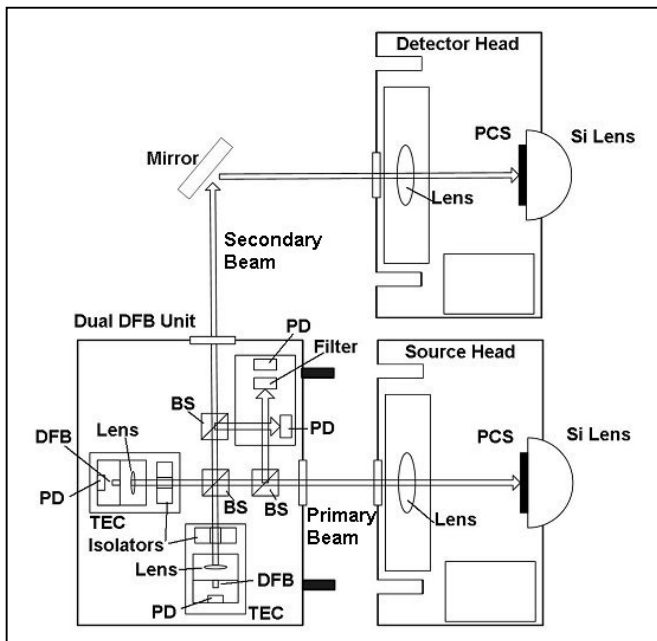 Detector Head
PCS
Si Lens
Mirror
Lens
Secondary
Beam
Dual DFB Unit
PD
Filter
Source Head
BS
PD
PCS
Si Lens
DFB
Lens
PD
TEC
BS
BS
Primary
Beam
Lens
Isolators
Lens
DFB
PD
TEC